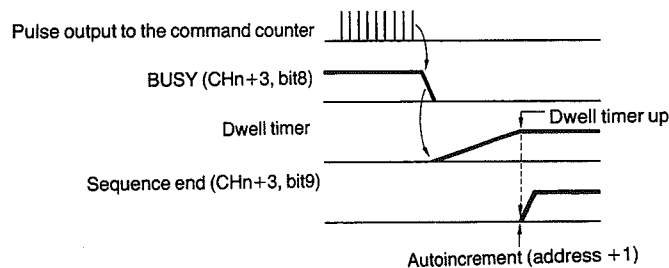 Pulse output to the command counter
BUSY (CHn+3, bit8)
Dwell timer up
Dwell timer
Sequence end (CHn+3, bit9)
Autoincrement (address +1)